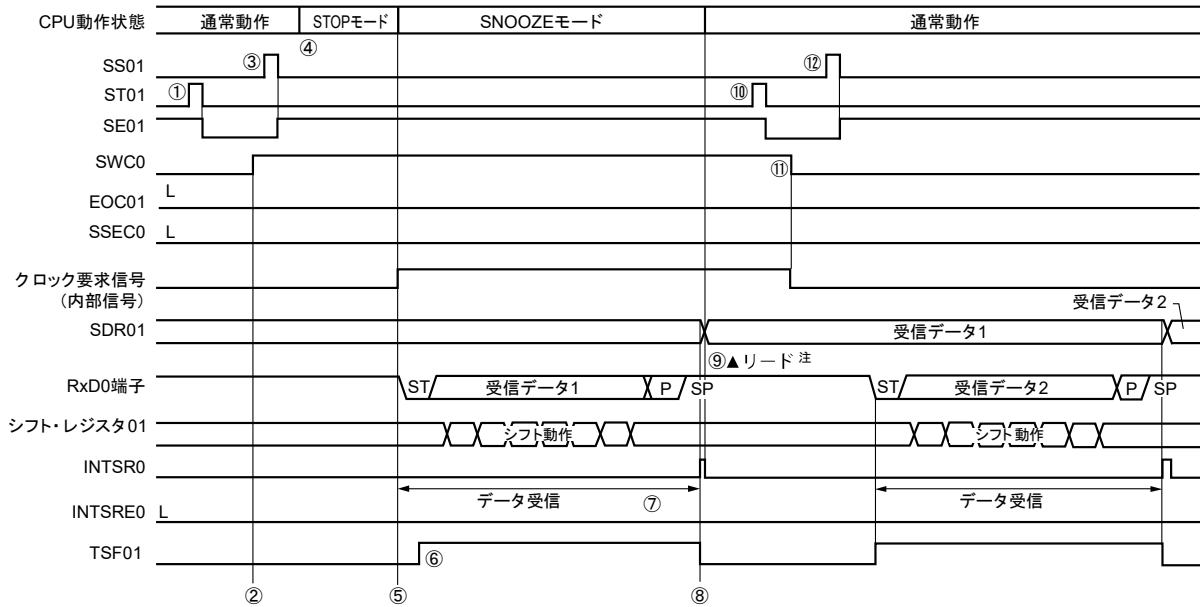 CPU動作状態 通常動作 STOPモード SNOOZEモード 通常動作
④
SS01 ③ ⑫
ST01 ① ⑩
SE01
SWC0 ⑪
EOC01 L
SSEC0 L
クロック要求信号
(内部信号)
受信データ2
SDR01 受信データ1
⑨▲リード 注
RxD0端子 ST 受信データ1 P SP ST 受信データ2 P SP
シフト・レジスタ01 シフト動作 シフト動作
INTSR0
データ受信 ⑦ データ受信
INTSRE0 L
TSF01 ⑥
② ⑤ ⑧